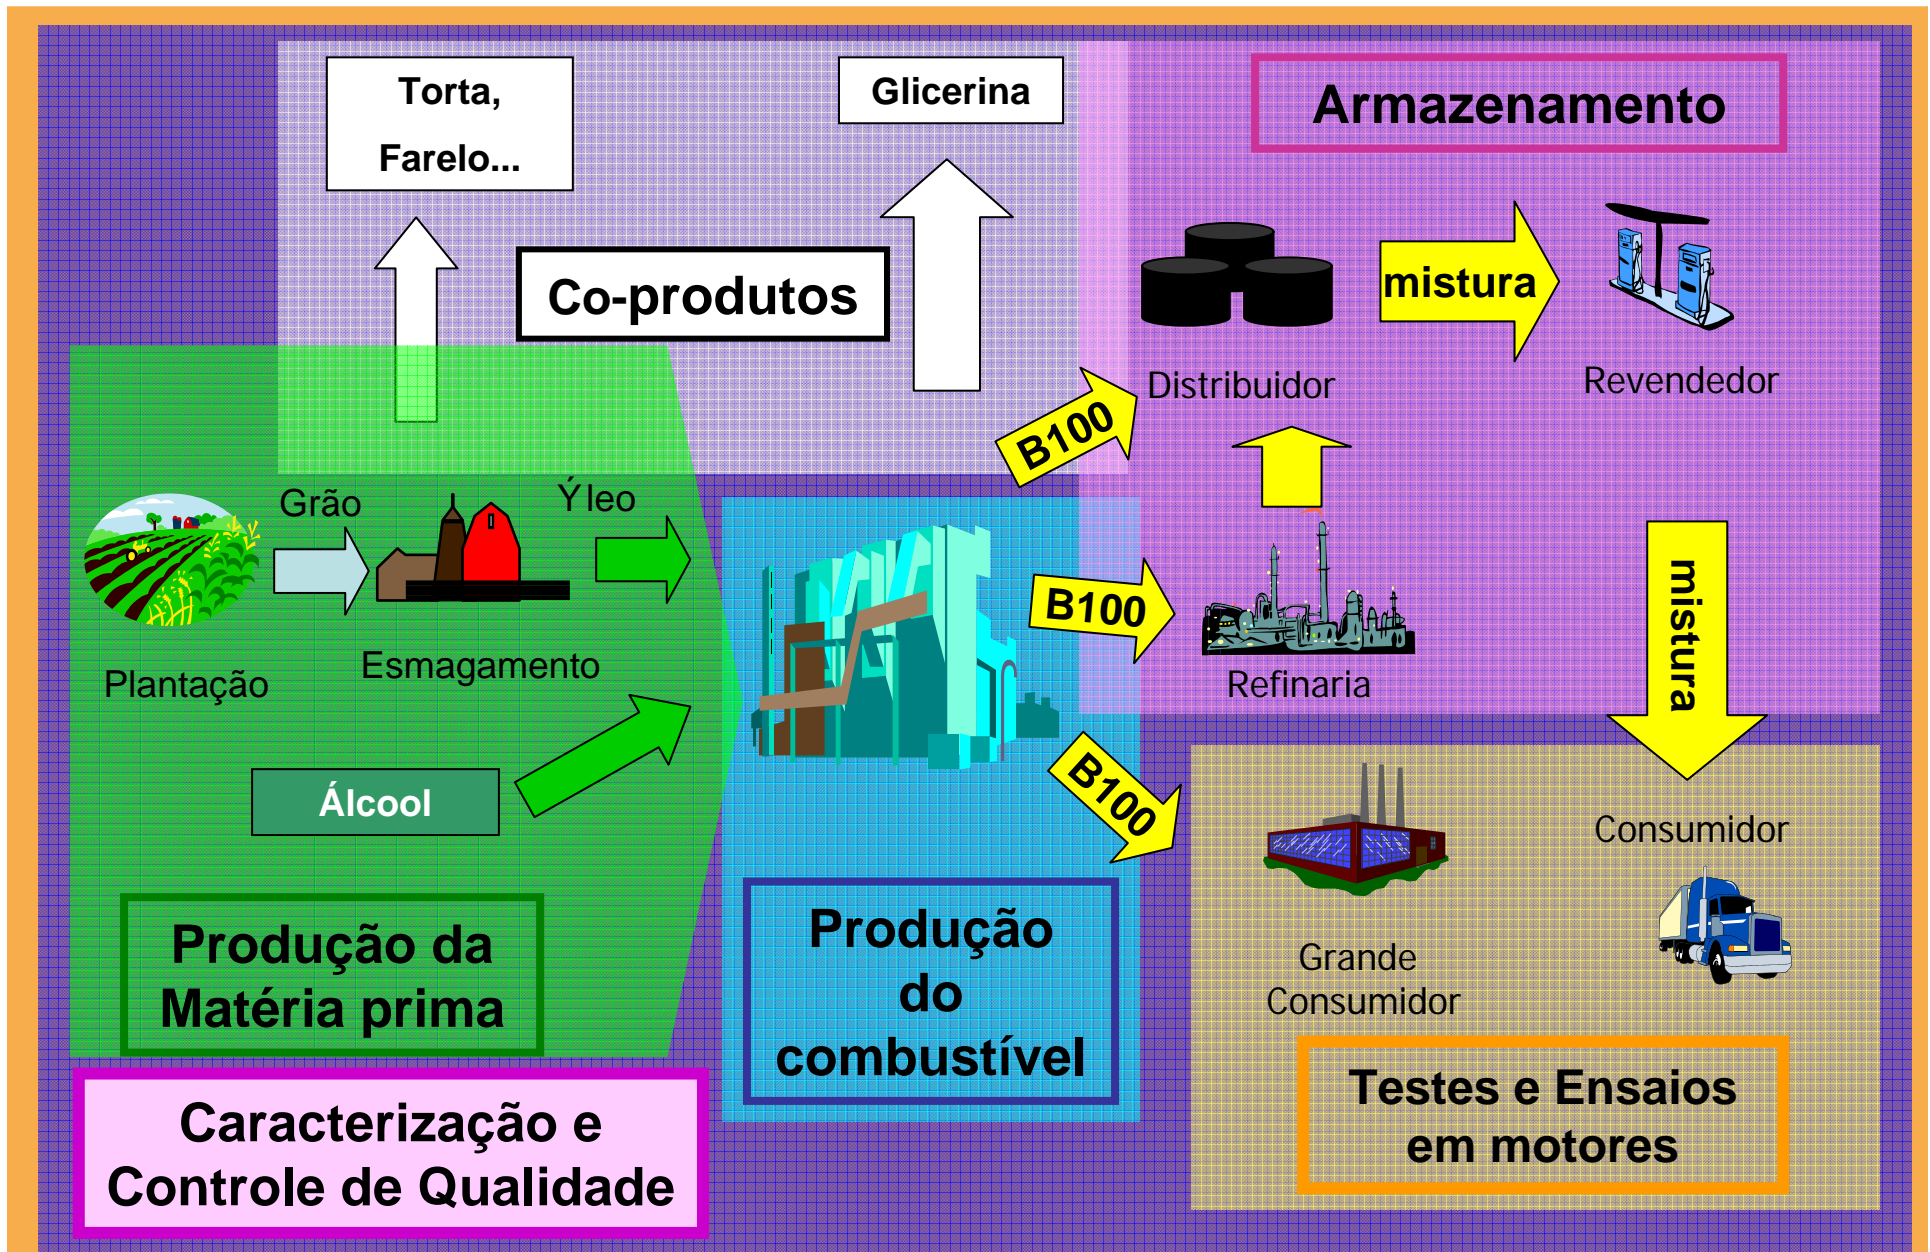 Torta,
Farelo...
Glicerina
Armazenamento
Co-produtos
mistura
Distribuidor
Revendedor
B100
Grão
Ýleo
B100
mistura
Plantação
Esmagamento
Refinaria
Álcool
B100
Consumidor
Grande
Consumidor
Produção da
Matéria prima
Produção
do
combustível
Testes e Ensaios
em motores
Caracterização e
Controle de Qualidade